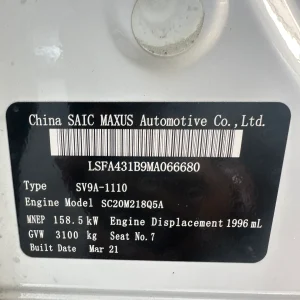 China SAIC MAXUS Automotive Co.,Ltd.
LSFA431B9MA066680
Type SV9A-1110
Engine Model SC20M218Q5A
MNEP 158.5 kW Engine Displacement 1996 mL
GVW 3100 kg Seat No.7
Built Date Mar 21